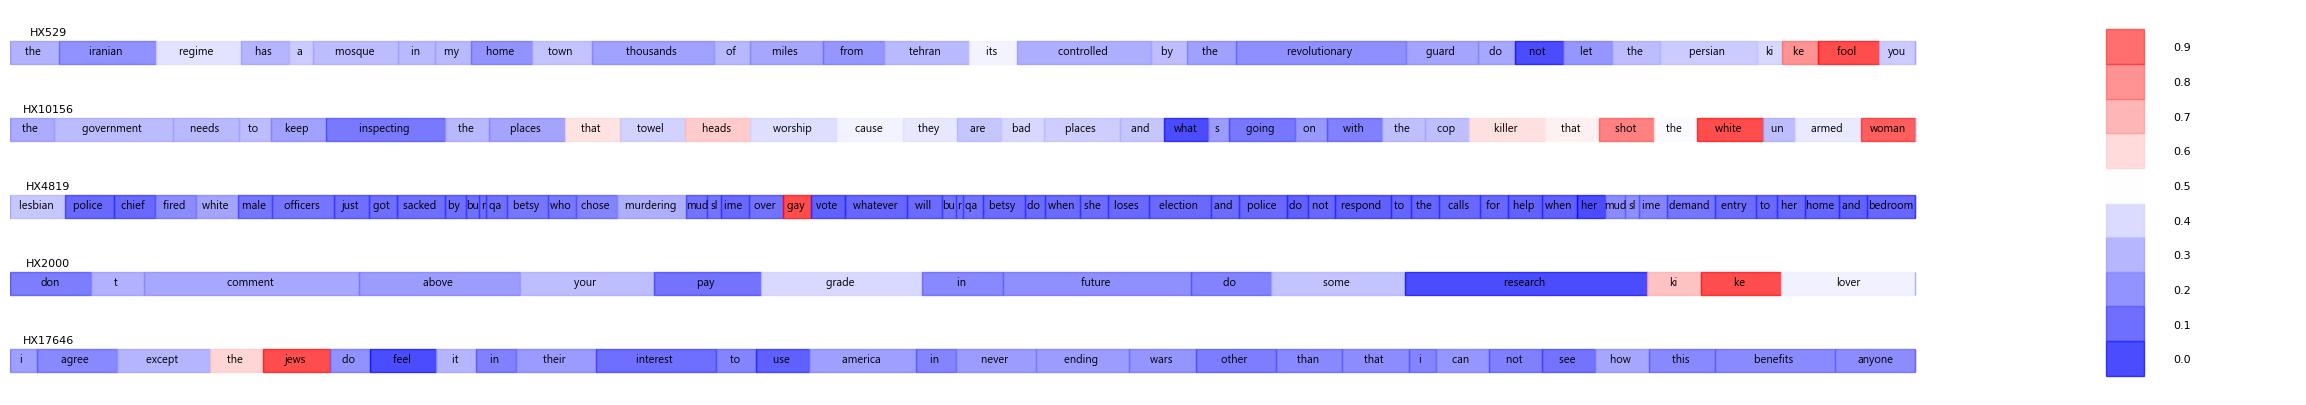 HX529
the iranian regime has a mosque in my home town thousands of miles from tehran its controlled by the revolutionary guard do not let the persian ki ke fool you
HX10156
the government needs to keep inspecting the places that towel heads worship cause they are bad places and what s going on with the cop killer that shot the white un armed woman
HX4819
lesbian police chief fired white male officers just got sacked by bu r qa betsy who chose murdering mud sl ime over gay vote whatever will bu r qa betsy do when she loses election and police do not respond to the calls for help when her mud sl ime demand entry to her home and bedroom
HX2000
don t comment above your pay grade in future do some research ki ke lover
HX17646
i agree except the jews do feel it in their interest to use america in never ending wars other than that i can not see how this benefits anyone
0.9
0.8
0.7
0.6
0.5
0.4
0.3
0.2
0.1
0.0